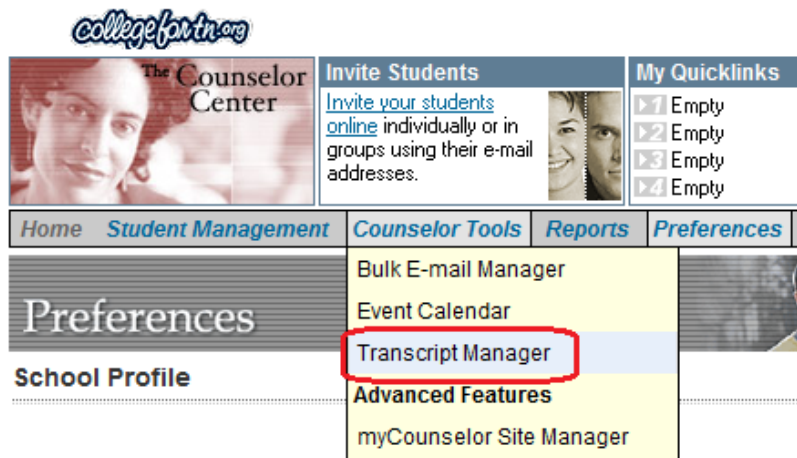 collegefortn.org
The Counselor
Center
Invite Students
Invite your students
online individually or in
groups using their e-mail
addresses.
My Quicklinks
1 Empty
2 Empty
3 Empty
4 Empty
Home Student Management Counselor Tools Reports Preferences
Bulk E-mail Manager
Event Calendar
Transcript Manager
Advanced Features
myCounselor Site Manager
Preferences
School Profile